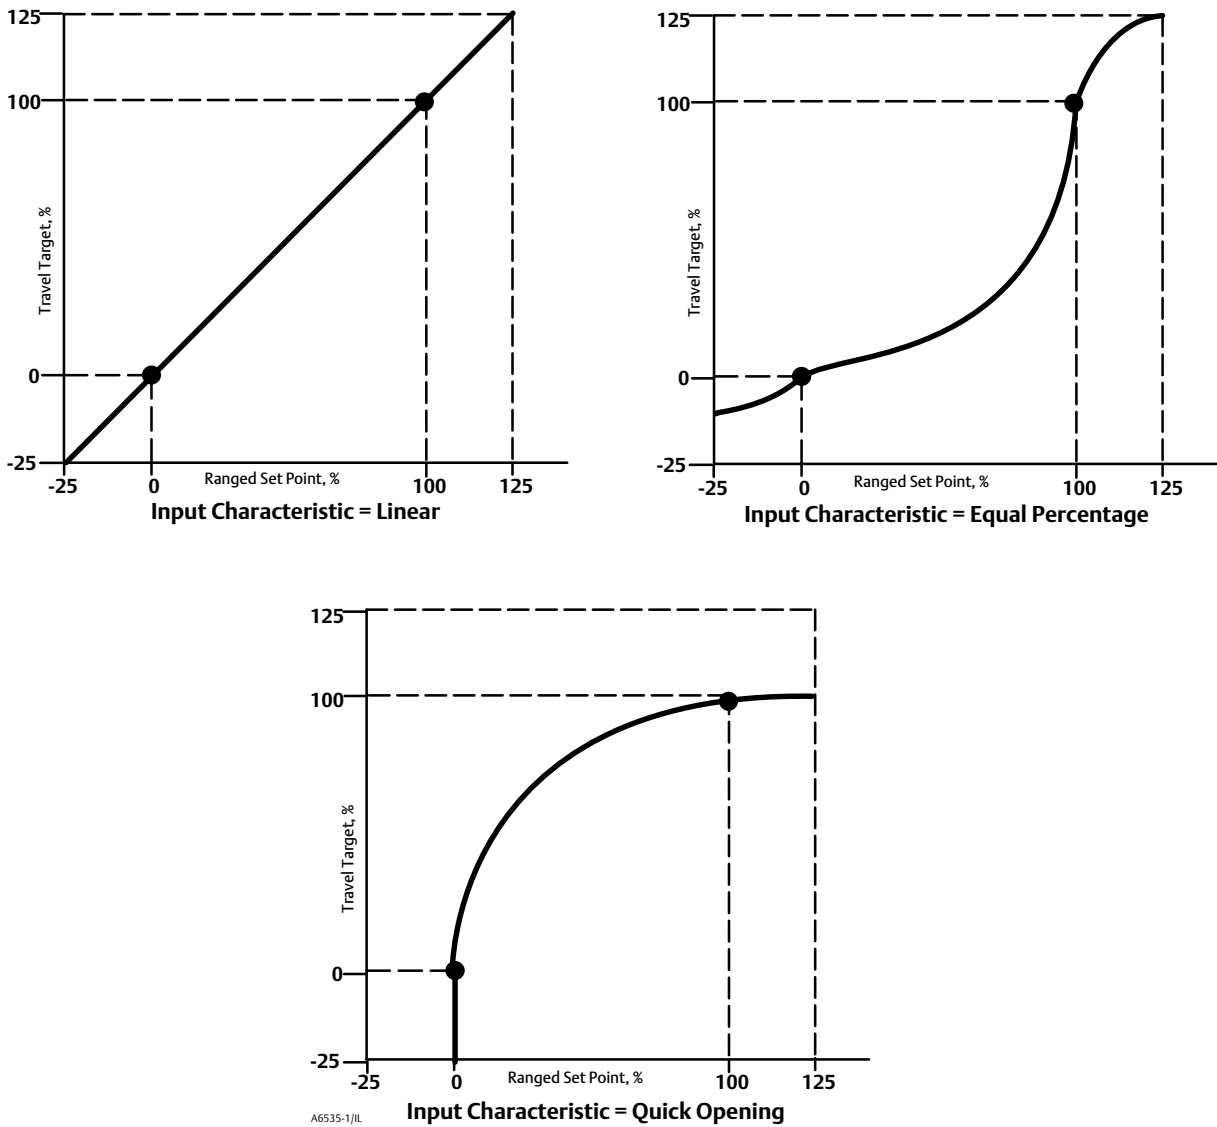 125
100
Travel Target, %
0
-25
-25 0 Ranged Set Point, % 100 125
Input Characteristic = Linear
125
100
Travel Target, %
0
-25
-25 0 Ranged Set Point, % 100 125
Input Characteristic = Equal Percentage
125
100
Travel Target, %
0
-25
-25 0 Ranged Set Point, % 100 125
A6535-1/IL
Input Characteristic = Quick Opening